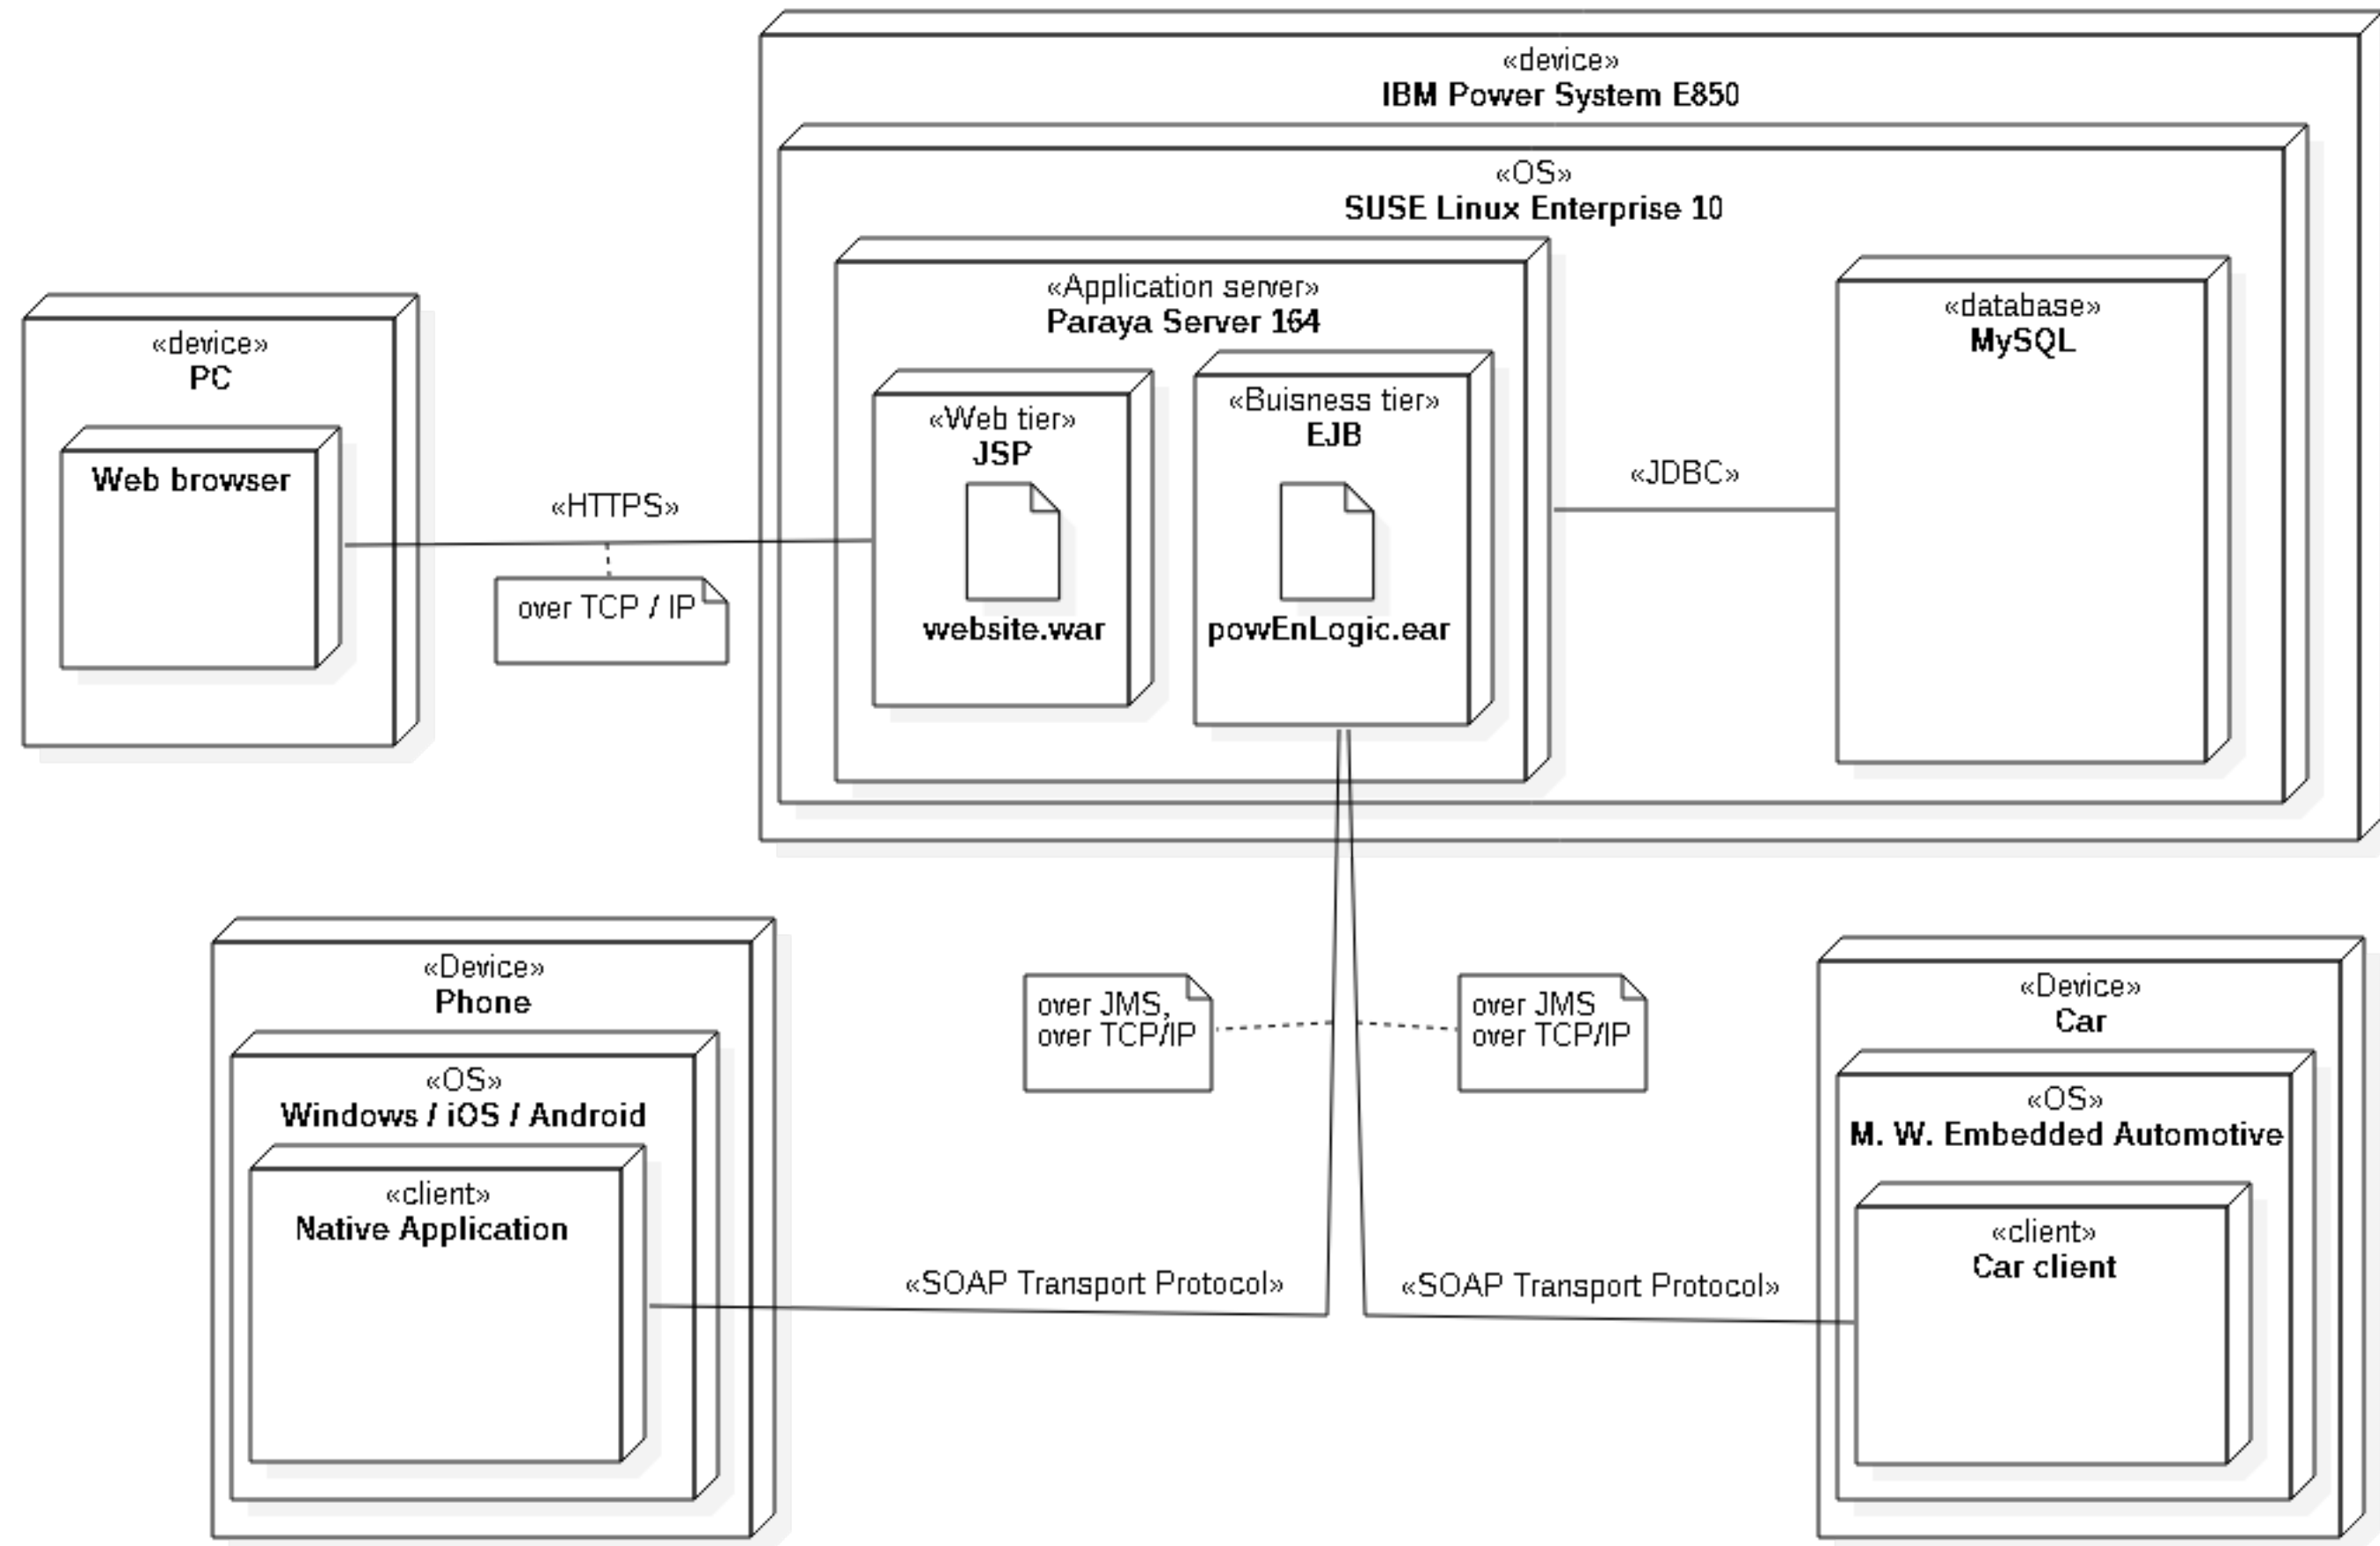 «device»
IBM Power System E850
«OS»
SUSE Linux Enterprise 10
«Application server»
Paraya Server 164
«Web tier»
JSP
website.war
«Buisness tier»
EJB
powEnLogic.ear
«JDBC»
«database»
MySQL
«device»
PC
Web browser
«HTTPS»
over TCP / IP
«Device»
Phone
«OS»
Windows / iOS / Android
«client»
Native Application
over JMS,
over TCP/IP
«SOAP Transport Protocol»
over JMS
over TCP/IP
«SOAP Transport Protocol»
«Device»
Car
«OS»
M. W. Embedded Automotive
«client»
Car client